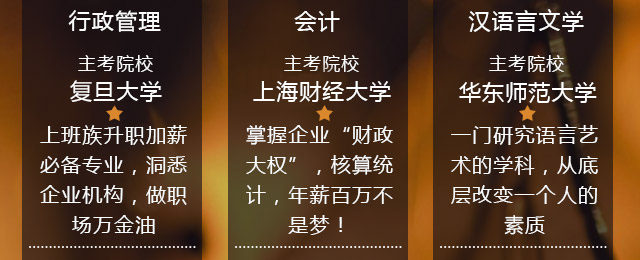 行政管理
主考院校
复旦大学
上班族升职加薪
必备专业，洞悉
企业机构，做职
场万金油
会计
主考院校
上海财经大学
掌握企业“财政
大权”，核算统
计，年薪百万不
是梦！
汉语言文学
主考院校
华东师范大学
一门研究语言艺
术的学科，从底
层改变一个人的
素质